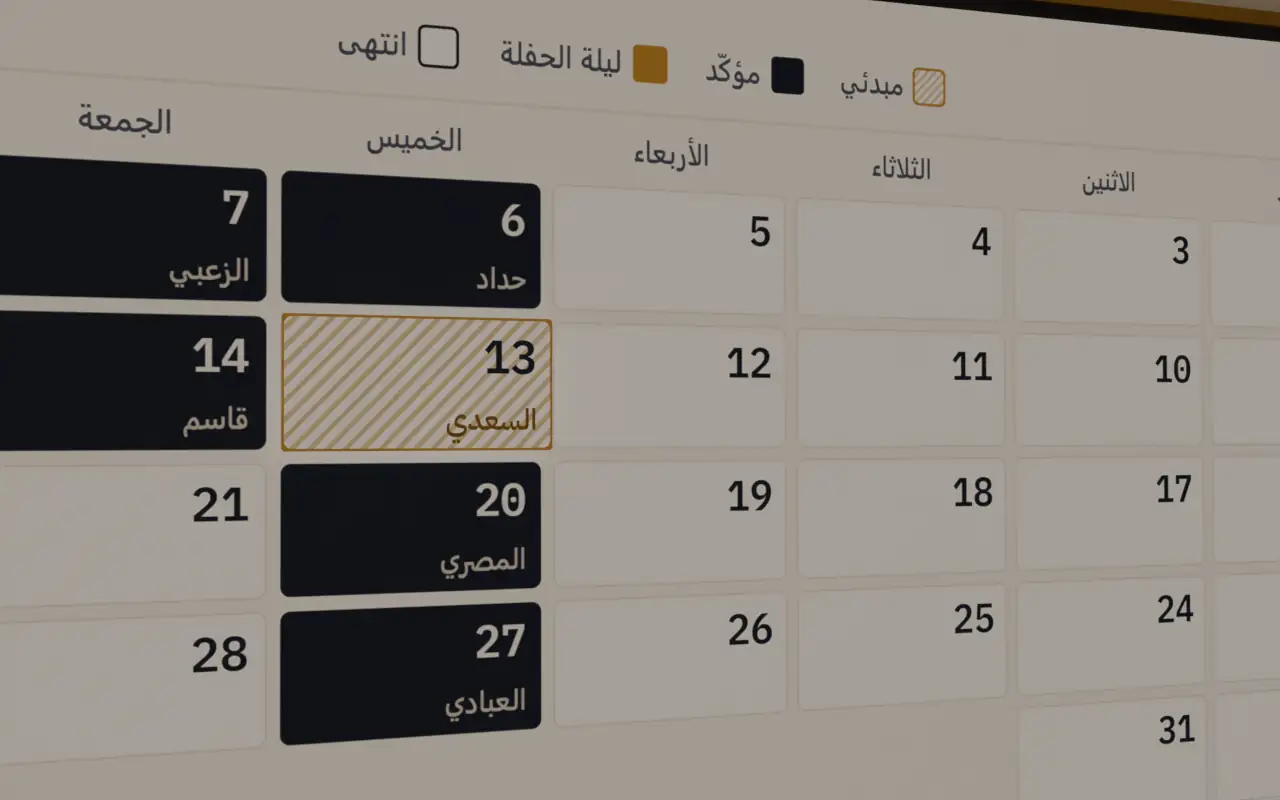 مبدئي مؤكّد ليلة الحفلة انتهى
الاثنين الثلاثاء الأربعاء الخميس الجمعة
3 4 5 6 7
حداد الزعبي
10 11 12 13 14
السعدي قاسم
17 18 19 20 21
المصري
24 25 26 27 28
العبادي
31